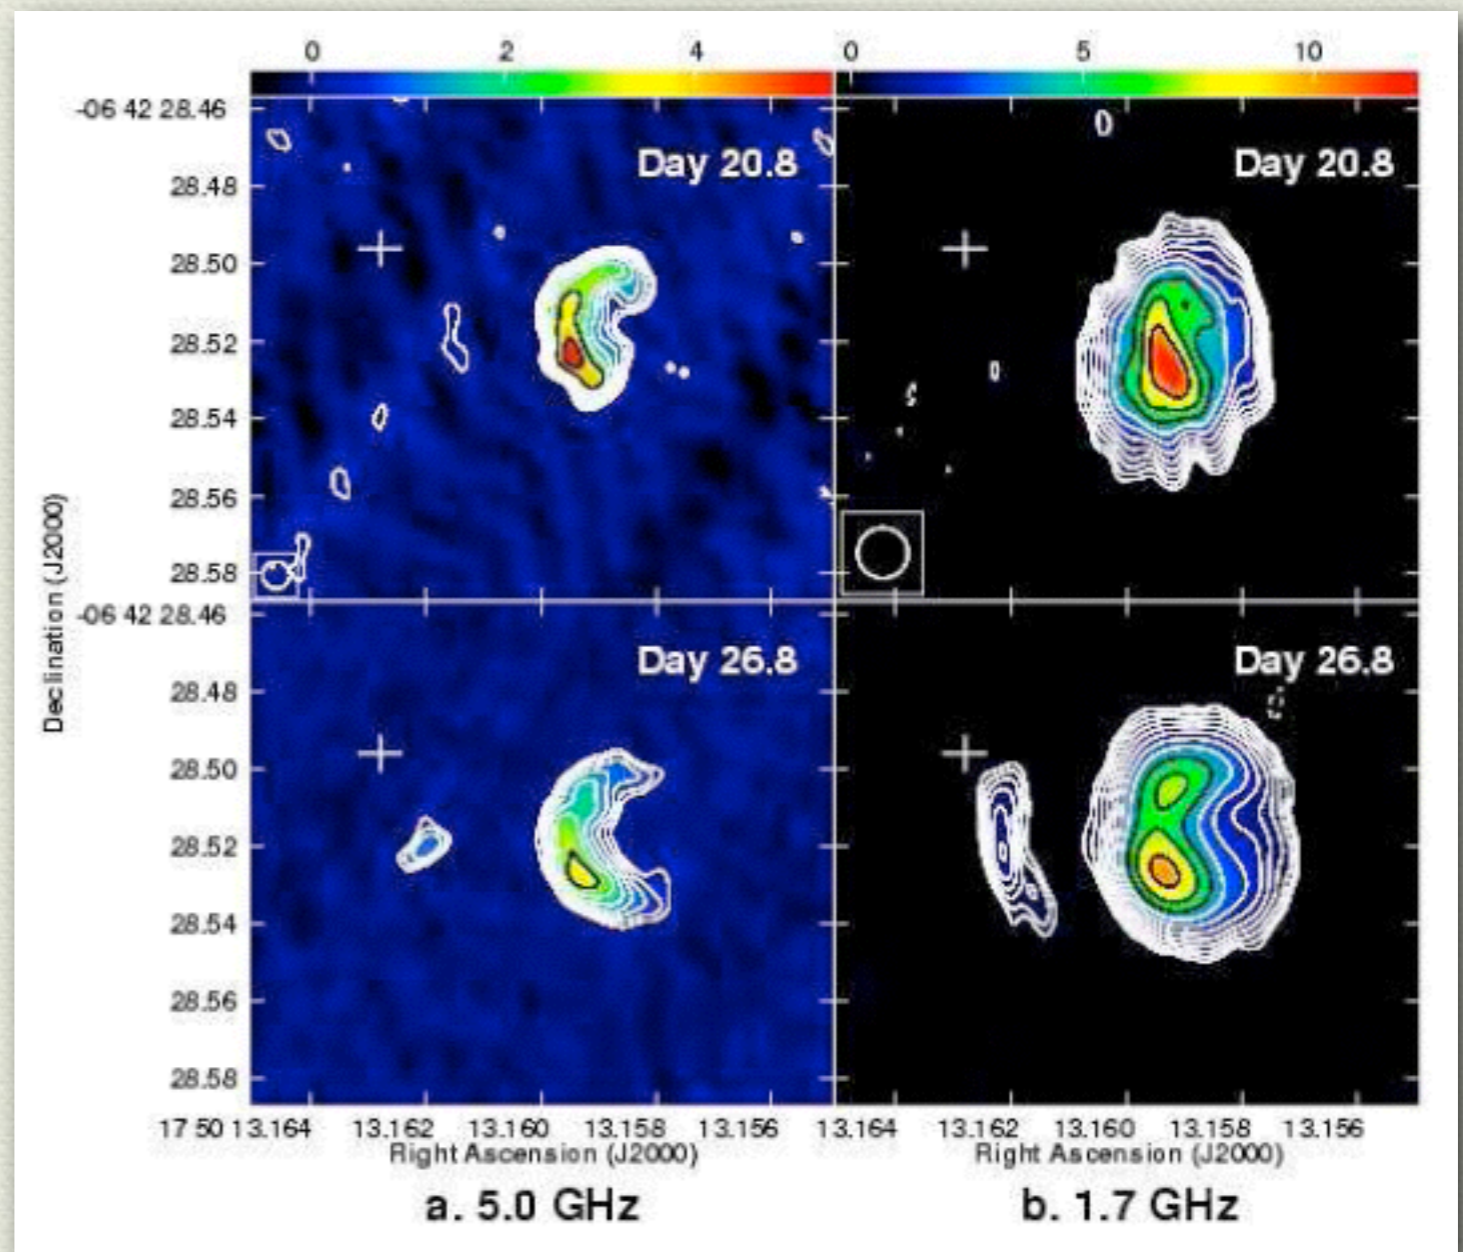 0 2 4 0 5 10
-06 42 28.46
Day 20.8 Day 20.8
28.48
28.50
28.52
28.54
28.56
28.58
Declination (J2000)
-06 42 28.46
Day 26.8 Day 26.8
28.48
28.50
28.52
28.54
28.56
28.58
17 50 13.164 13.162 13.160 13.158 13.156 13.164 13.162 13.160 13.158 13.156
Right Ascension (J2000) Right Ascension (J2000)
a. 5.0 GHz b. 1.7 GHz